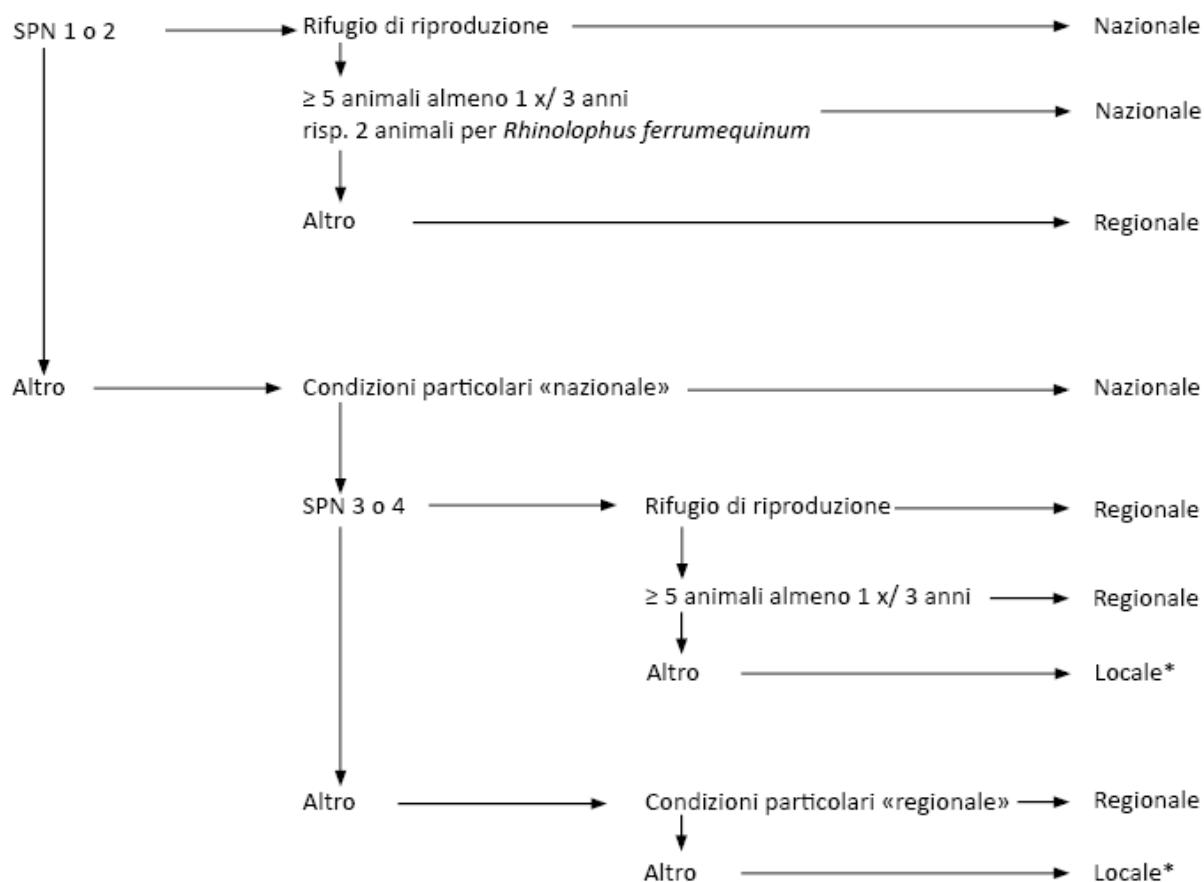 SPN 1 o 2
Rifugio di riproduzione
Nazionale
≥ 5 animali almeno 1 x/ 3 anni
risp. 2 animali per Rhinolophus ferrumequinum
Nazionale
Altro
Regionale
Altro
Condizioni particolari «nazionale»
Nazionale
SPN 3 o 4
Rifugio di riproduzione
Regionale
≥ 5 animali almeno 1 x/ 3 anni
Regionale
Altro
Locale*
Altro
Condizioni particolari «regionale»
Regionale
Altro
Locale*